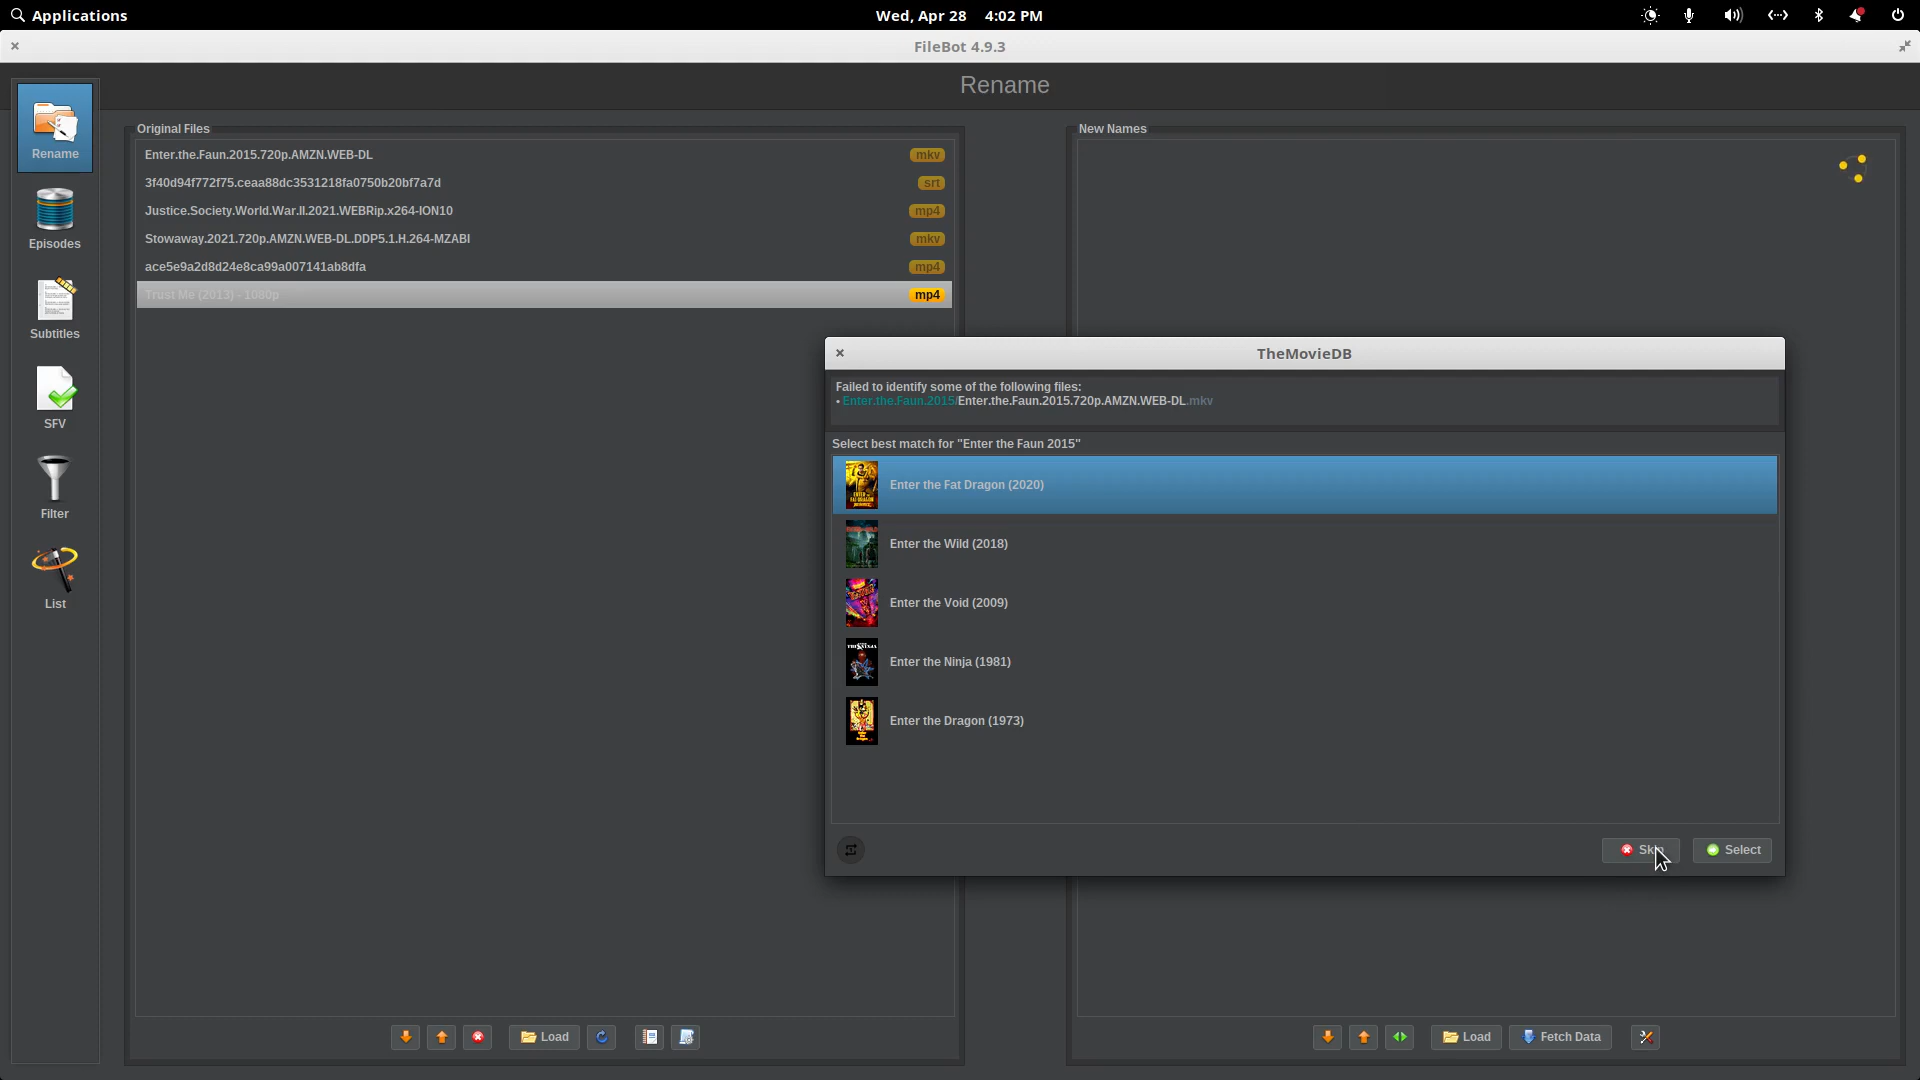 Applications
Wed, Apr 28 4:02 PM
FileBot 4.9.3
Rename
Rename
Episodes
Subtitles
SFV
Filter
List
Original Files
Enter.the.Faun.2015.720p.AMZN.WEB-DL mkv
3f40d94f772f75.ceaa88dc3531218fa0750b20bf7a7d srt
Justice.Society.World.War.II.2021.WEBRip.x264-ION10 mp4
Stowaway.2021.720p.AMZN.WEB-DL.DDP5.1.H.264-MZABI mkv
ace5e9a2d8d24e8ca99a007141ab8dfa mp4
Trust Me (2013) - 1080p mp4
Load
New Names
TheMovieDB
Failed to identify some of the following files:
• Enter.the.Faun.2015/Enter.the.Faun.2015.720p.AMZN.WEB-DL.mkv
Select best match for "Enter the Faun 2015"
Enter the Fat Dragon (2020)
Enter the Wild (2018)
Enter the Void (2009)
Enter the Ninja (1981)
Enter the Dragon (1973)
Skip Select
Load Fetch Data